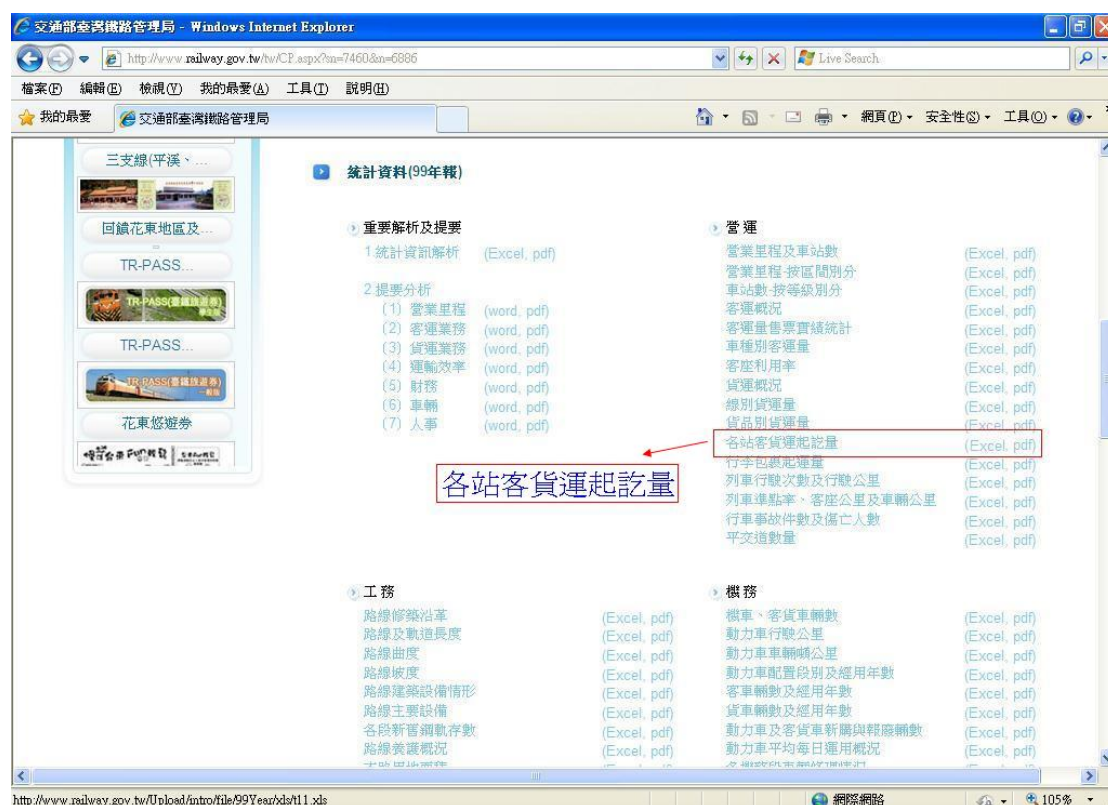 交通部臺灣鐵路管理局 - Windows Internet Explorer
http://www.railway.gov.tw/tw/CP.aspx?sn=7460&n=6886
Live Search
檔案(F) 編輯(E) 檢視(V) 我的最愛(A) 工具(T) 說明(H)
我的最愛
交通部臺灣鐵路管理局
網頁(P)
安全性(S)
工具(O)
三支線(平溪、...
回饋花東地區及...
TR-PASS...
TR-PASS(臺鐵旅遊券)
學生版
TR-PASS...
TR-PASS(臺鐵旅遊券)
一般版
花東悠遊券
統計資料(99年報)
重要解析及提要
1.統計資訊解析 (Excel, pdf)
2.提要分析
(1) 營業里程 (word, pdf)
(2) 客運業務 (word, pdf)
(3) 貨運業務 (word, pdf)
(4) 運輸效率 (word, pdf)
(5) 財務 (word, pdf)
(6) 車輛 (word, pdf)
(7) 人事 (word, pdf)
營運
營業里程及車站數 (Excel, pdf)
營業里程-按區間別分 (Excel, pdf)
車站數-按等級別分 (Excel, pdf)
客運概況 (Excel, pdf)
客運量售票實績統計 (Excel, pdf)
車種別客運量 (Excel, pdf)
客座利用率 (Excel, pdf)
貨運概況 (Excel, pdf)
線別貨運量 (Excel, pdf)
貨品別貨運量 (Excel, pdf)
各站客貨運起訖量 (Excel, pdf)
行李包裹起運量 (Excel, pdf)
列車行駛次數及行駛公里 (Excel, pdf)
列車準點率、客座公里及車輛公里 (Excel, pdf)
行車事故件數及傷亡人數 (Excel, pdf)
平交道數量 (Excel, pdf)
各站客貨運起訖量
工務
路線修築沿革 (Excel, pdf)
路線及軌道長度 (Excel, pdf)
路線曲度 (Excel, pdf)
路線坡度 (Excel, pdf)
路線建築設備情形 (Excel, pdf)
路線主要設備 (Excel, pdf)
各段新舊鋼軌存數 (Excel, pdf)
路線養護概況 (Excel, pdf)
機務
機車、客貨車輛數 (Excel, pdf)
動力車行駛公里 (Excel, pdf)
動力車車輛噸公里 (Excel, pdf)
動力車配置段別及經用年數 (Excel, pdf)
客車輛數及經用年數 (Excel, pdf)
貨車輛數及經用年數 (Excel, pdf)
動力車及客貨車新購與報廢輛數 (Excel, pdf)
動力車平均每日運用概況 (Excel, pdf)
http://www.railway.gov.tw/Upload/intro/file/99Year/xls/t11.xls
網際網路
105%